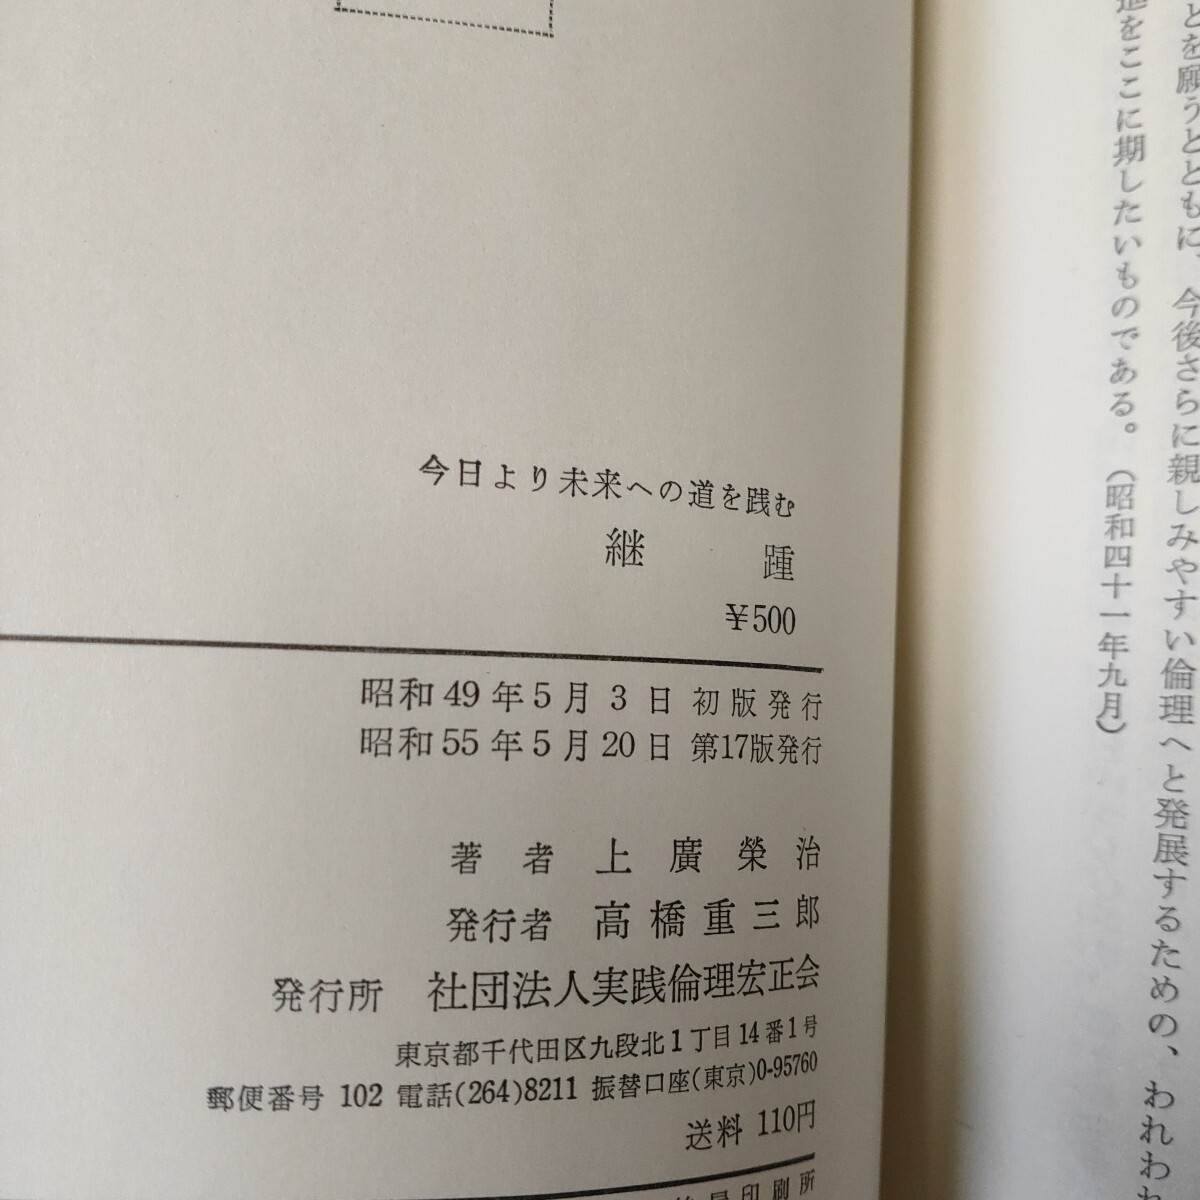 とを願うとともに、今後さらに親しみやすい倫理へと発展するための、われわ
進をここに期したいものである。（昭和四十一年九月）
今日より未来への道を践む
継踵
￥500
昭和49年5月3日 初版発行
昭和55年5月20日 第17版発行
著者 上廣榮治
発行者 高橋重三郎
発行所 社団法人実践倫理宏正会
東京都千代田区九段北1丁目14番1号
郵便番号 102 電話(264)8211 振替口座(東京)0-95760
送料 110円
印刷所